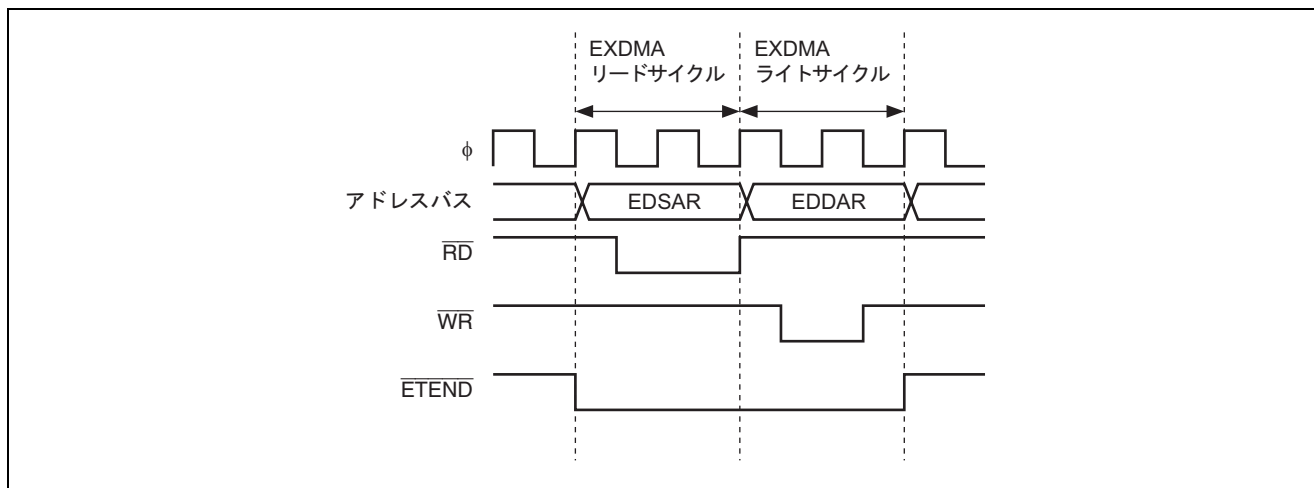 EXDMA
リードサイクル
EXDMA
ライトサイクル
φ
アドレスバス
EDSAR
EDDAR
RD
WR
ETEND